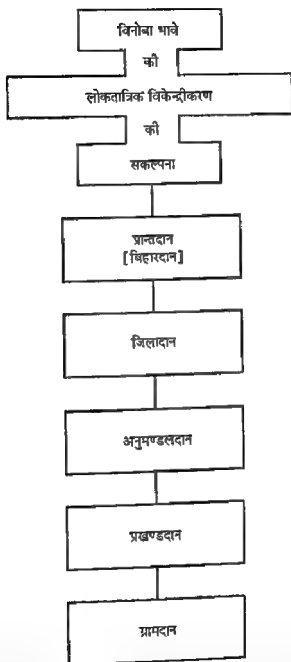 विनोबा भावे
की
लोकतात्रिक विकेन्द्रीकरण
की
सकल्पना
प्रान्तदान
[बिहारदान]
जिलादान
अनुमण्डलदान
प्रखण्डदान
ग्रामदान